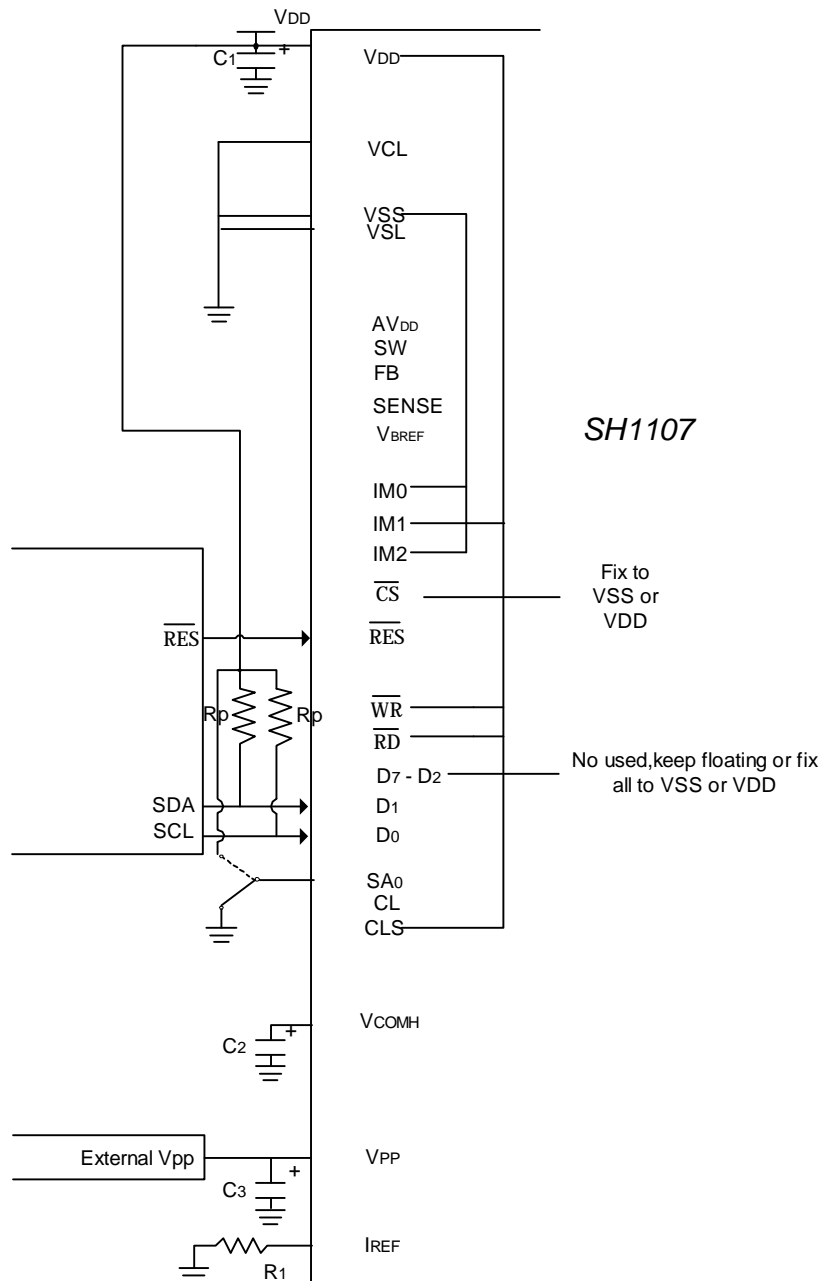 VDD
C1 +
VDD
VCL
VSS
VSL
AVDD
SW
FB
SENSE
VBREF
SH1107
IM0
IM1
IM2
CS
Fix to
VSS or
VDD
RES
RES
Rp
Rp
WR
RD
D7 - D2
No used,keep floating or fix
all to VSS or VDD
SDA
D1
SCL
D0
SA0
CL
CLS
VCOMH
C2 +
External Vpp
VPP
C3 +
IREF
R1